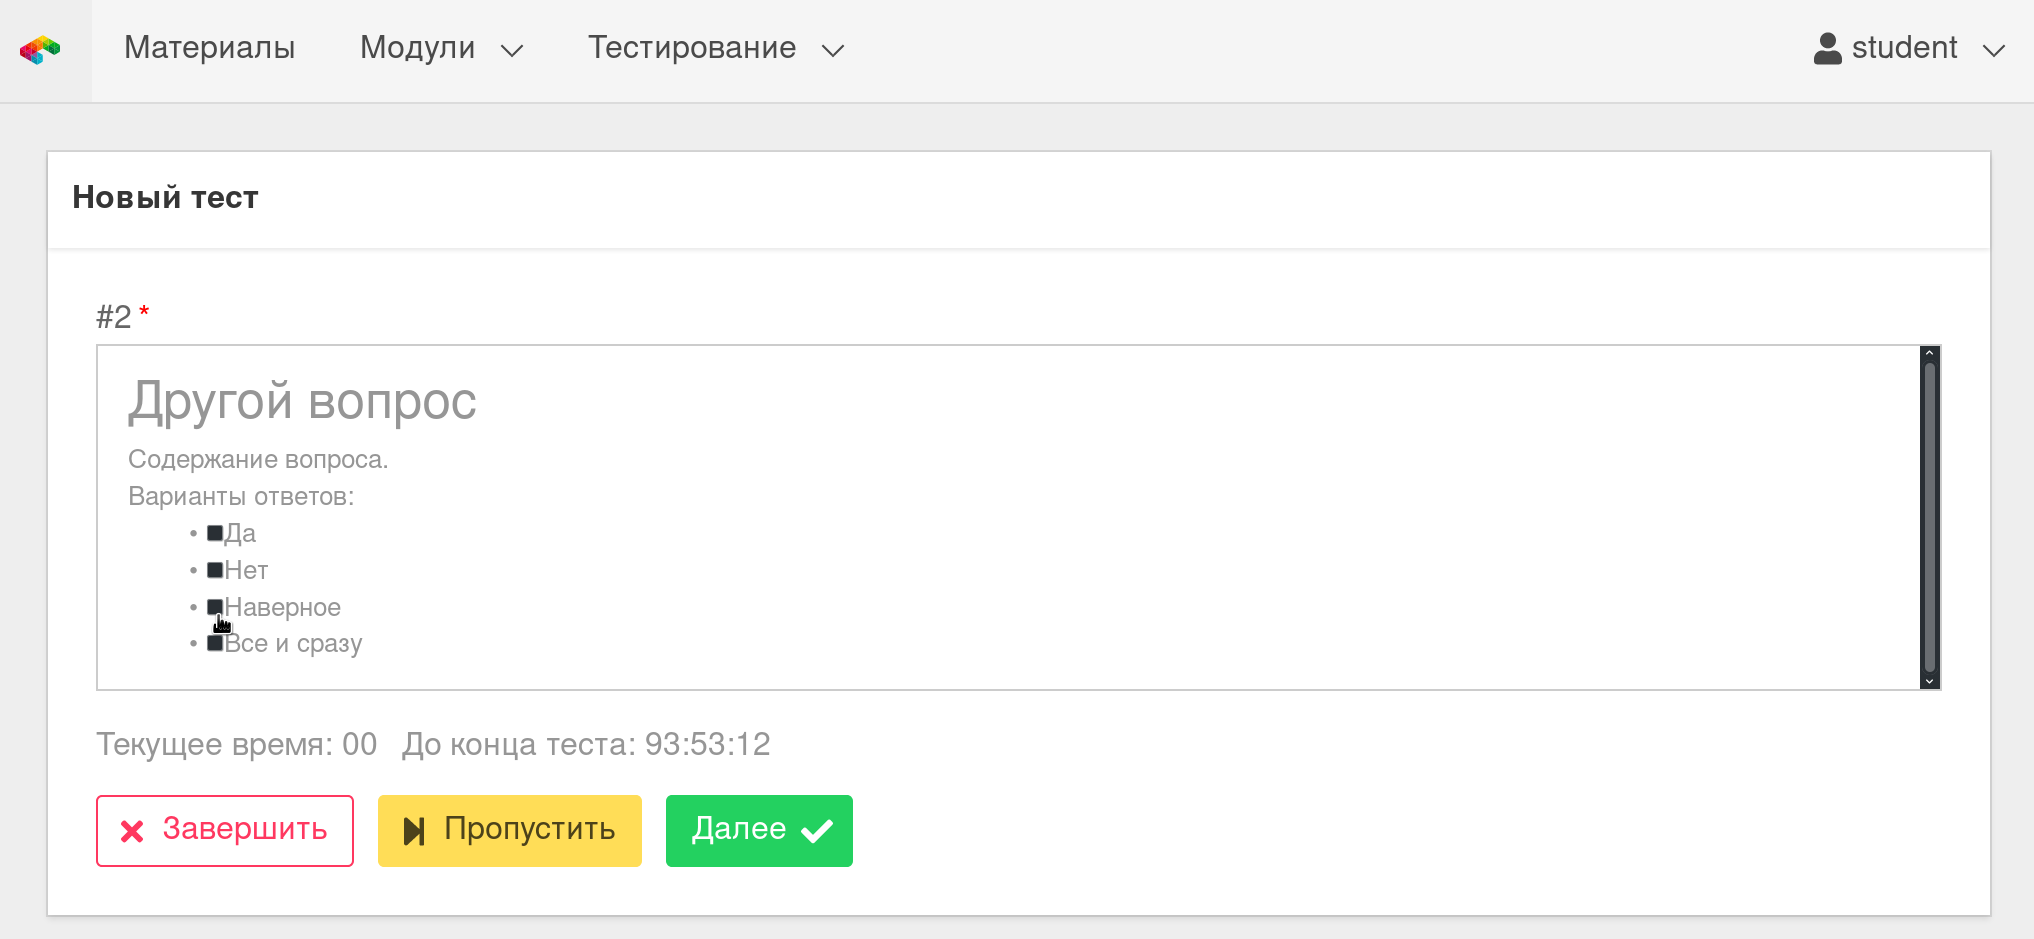 Материалы Модули Тестирование student
Новый тест
#2 *
Другой вопрос
Содержание вопроса.
Варианты ответов:
• Да
• Нет
• Наверное
• Все и сразу
Текущее время: 00 До конца теста: 93:53:12
Завершить Пропустить Далее